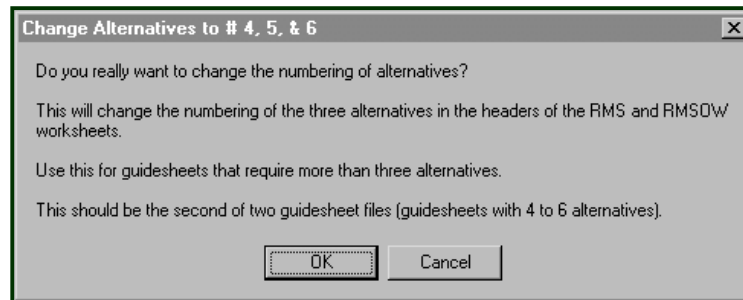 Change Alternatives to # 4, 5, & 6
Do you really want to change the numbering of alternatives?
This will change the numbering of the three alternatives in the headers of the RMS and RMSOW
worksheets.
Use this for guidesheets that require more than three alternatives.
This should be the second of two guidesheet files (guidesheets with 4 to 6 alternatives).
OK
Cancel